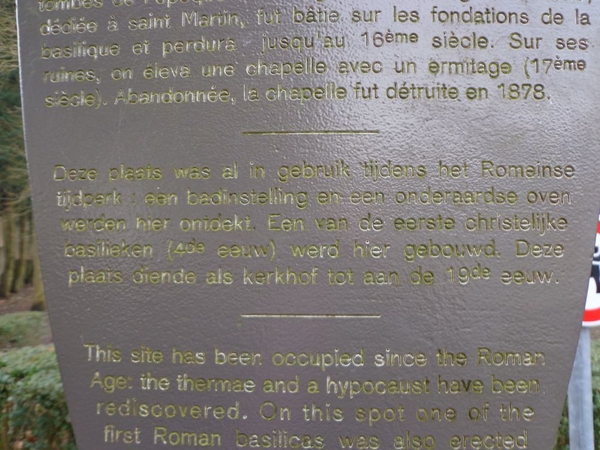 tombes de l'époque
dédiée à saint Martin, fut bâtie sur les fondations de la
basilique et perdura jusqu'au 16ème siècle. Sur ses
ruines, on éleva une chapelle avec un ermitage (17ème
siècle). Abandonnée, la chapelle fut détruite en 1878.
Deze plaats was al in gebruik tijdens het Romeinse
tijdperk : een badinstelling en een onderaardse oven
werden hier ontdekt. Een van de eerste christelijke
basilieken (4de eeuw) werd hier gebouwd. Deze
plaats diende als kerkhof tot aan de 19de eeuw.
This site has been occupied since the Roman
Age: the thermae and a hypocaust have been
rediscovered. On this spot one of the
first Roman basilicas was also erected